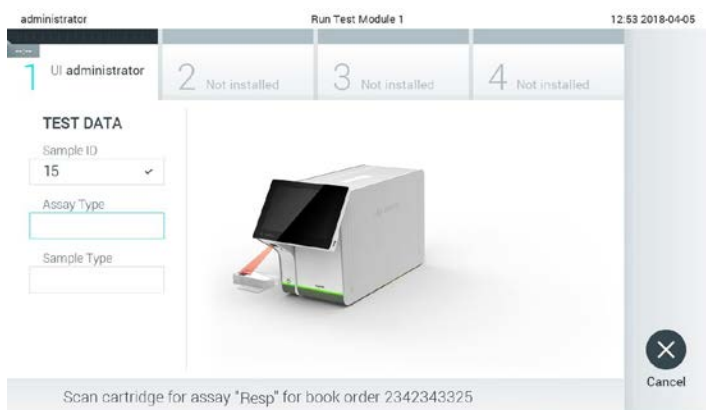 administrator
Run Test Module 1
12:53 2018-04-05
--:--
1 UI administrator
2 Not installed
3 Not installed
4 Not installed
TEST DATA
Sample ID
15
Assay Type
Sample Type
Cancel
Scan cartridge for assay "Resp" for book order 2342343325